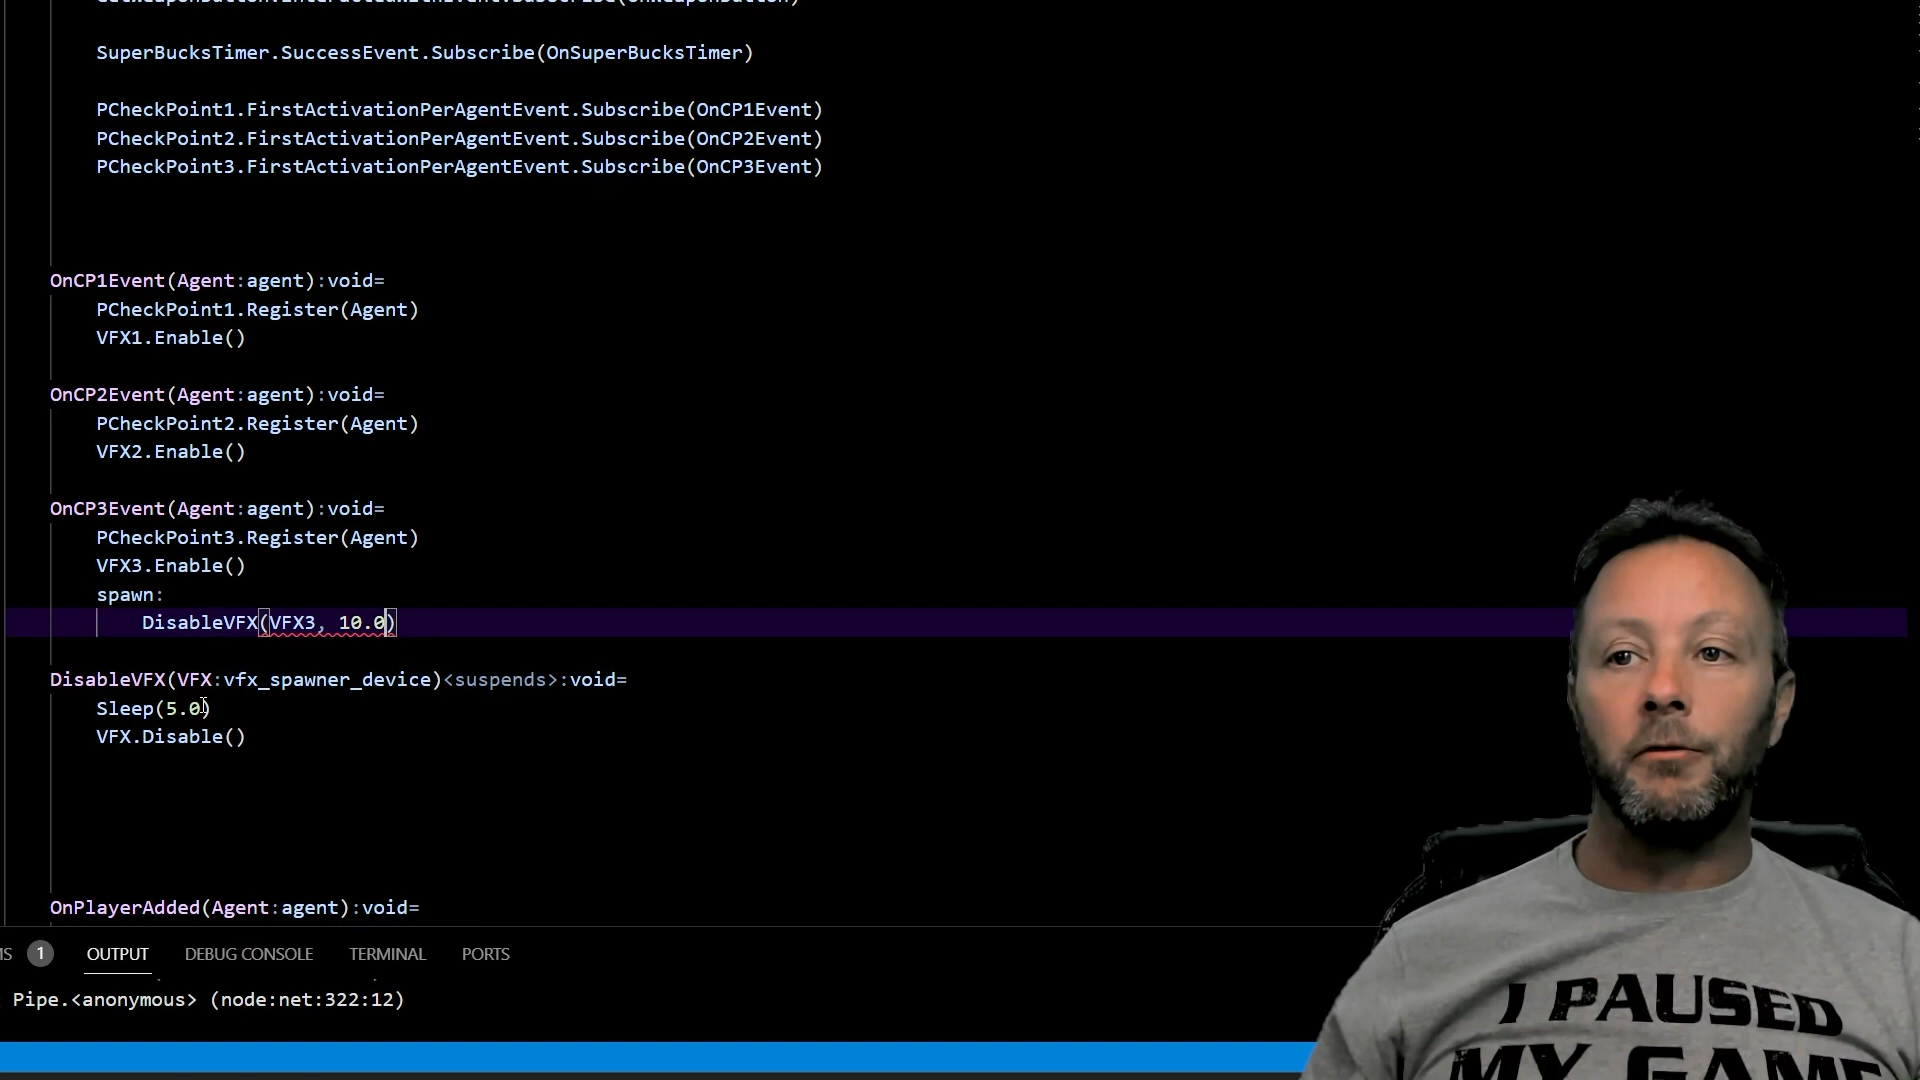 SuperBucksTimer.SuccessEvent.Subscribe(OnSuperBucksTimer)
PCheckPoint1.FirstActivationPerAgentEvent.Subscribe(OnCP1Event)
PCheckPoint2.FirstActivationPerAgentEvent.Subscribe(OnCP2Event)
PCheckPoint3.FirstActivationPerAgentEvent.Subscribe(OnCP3Event)
OnCP1Event(Agent:agent):void=
PCheckPoint1.Register(Agent)
VFX1.Enable()
OnCP2Event(Agent:agent):void=
PCheckPoint2.Register(Agent)
VFX2.Enable()
OnCP3Event(Agent:agent):void=
PCheckPoint3.Register(Agent)
VFX3.Enable()
spawn:
DisableVFX(VFX3, 10.0)
DisableVFX(VFX:vfx_spawner_device)<suspends>:void=
Sleep(5.0)
VFX.Disable()
OnPlayerAdded(Agent:agent):void=
MS 1 OUTPUT DEBUG CONSOLE TERMINAL PORTS
Pipe.<anonymous> (node:net:322:12)
I PAUSED
MY GAME